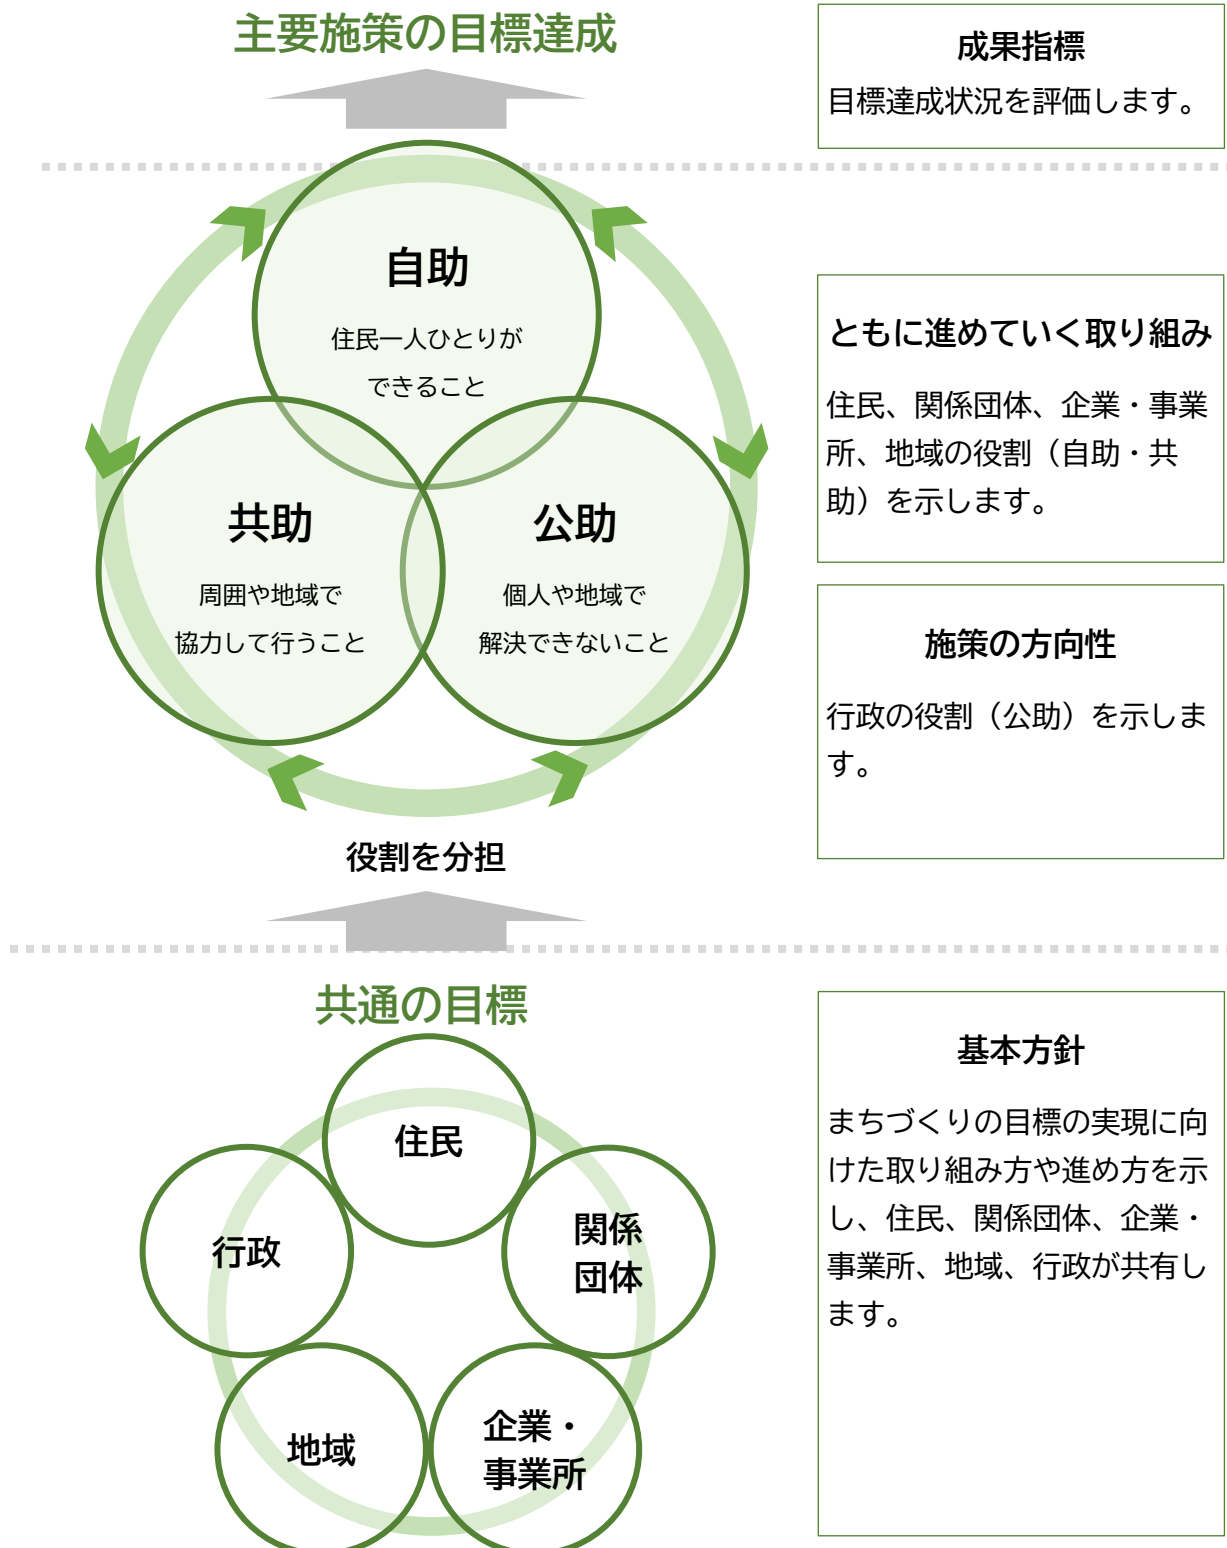 主要施策の目標達成
成果指標
目標達成状況を評価します。
自助
住民一人ひとりが
できること
共助
周囲や地域で
協力して行うこと
公助
個人や地域で
解決できないこと
役割を分担
ともに進めていく取り組み
住民、関係団体、企業・事業
所、地域の役割（自助・共
助）を示します。
施策の方向性
行政の役割（公助）を示しま
す。
共通の目標
住民
行政
関係
団体
地域
企業・
事業所
基本方針
まちづくりの目標の実現に向
けた取り組み方や進め方を示
し、住民、関係団体、企業・
事業所、地域、行政が共有し
ます。